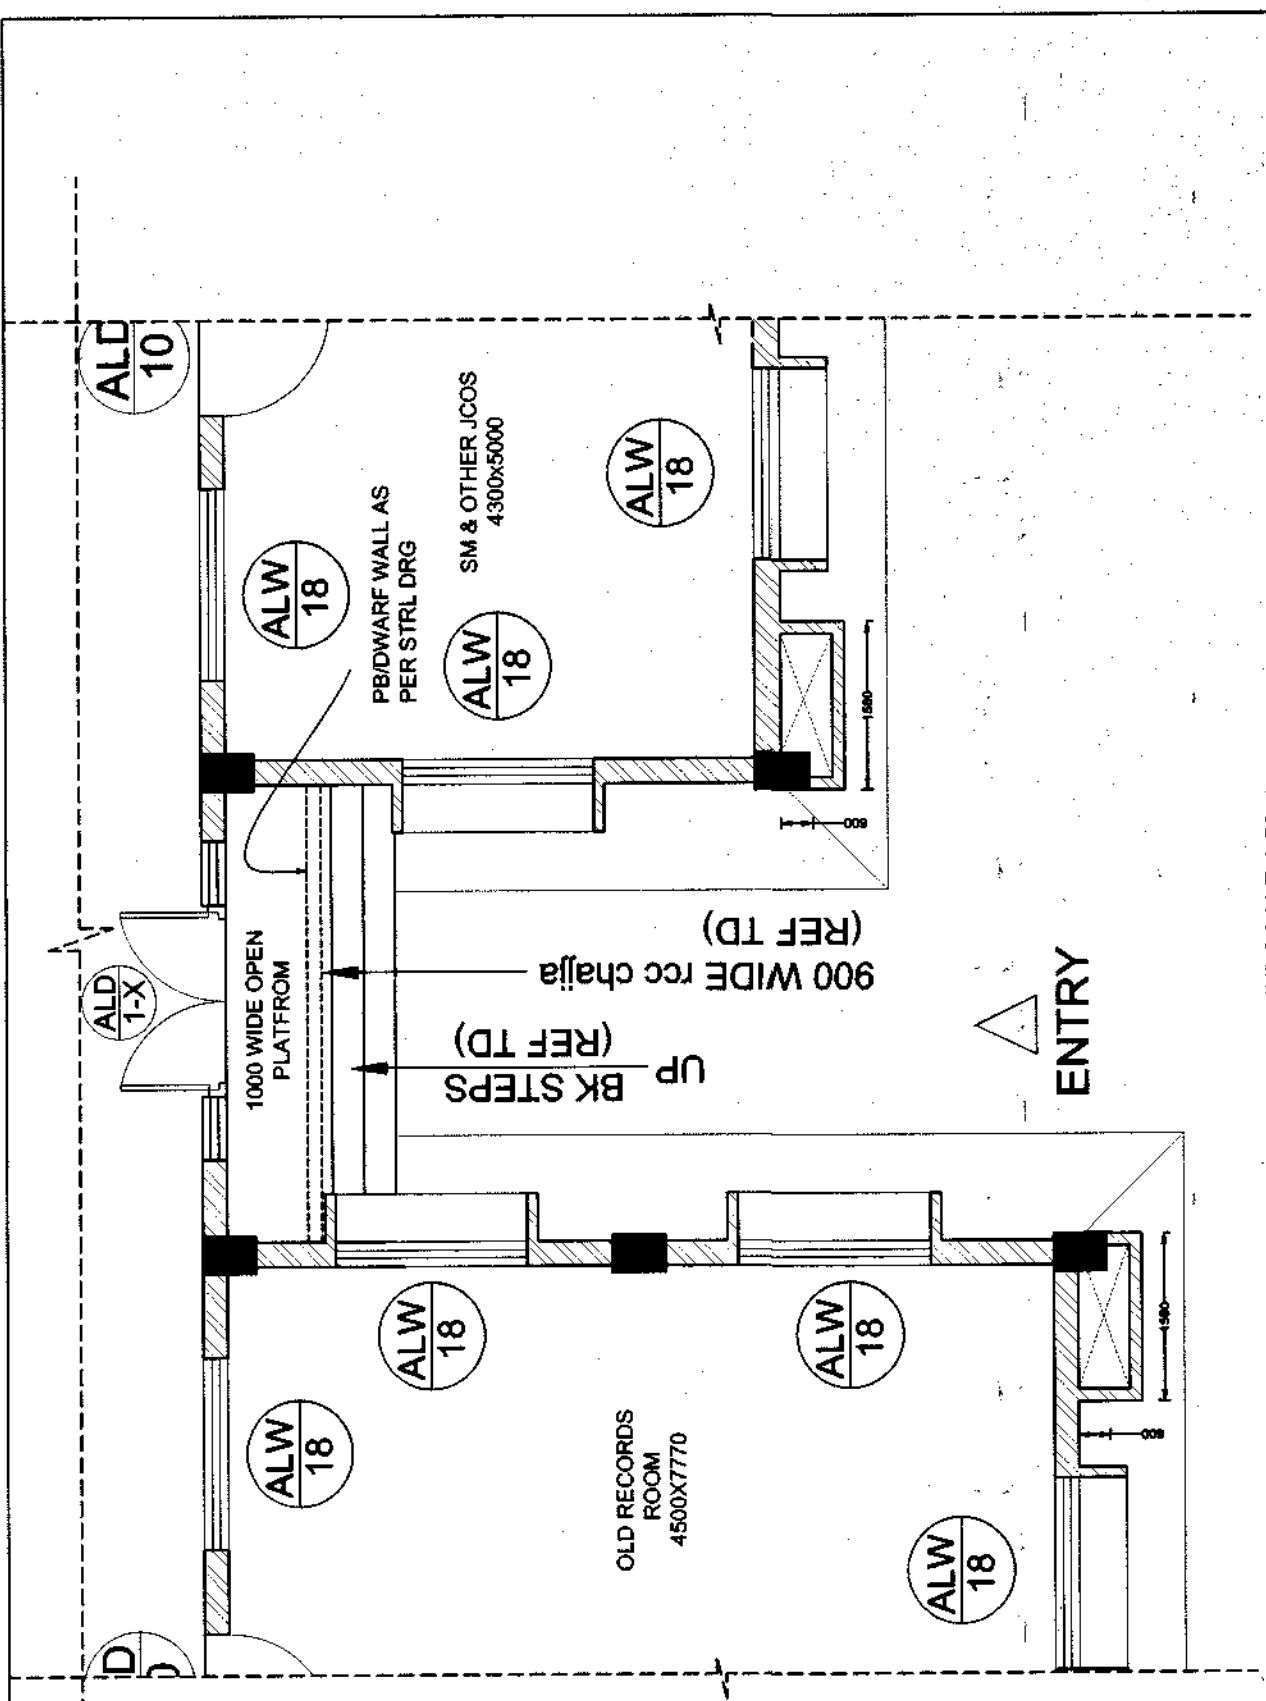 ALD
1-X
1000 WIDE OPEN
PLATFROM
ALD
10
ALW
18
PB/DWARF WALL AS
PER STRL DRG
ALW
18
SM & OTHER JCOS
4300x5000
ALW
18
1580
600
900 WIDE rcc chajja
(REF TD)
UP
BK STEPS
(REF TD)
ENTRY
ALW
18
ALW
18
ALW
18
OLD RECORDS
ROOM
4500X7770
ALW
18
1580
600